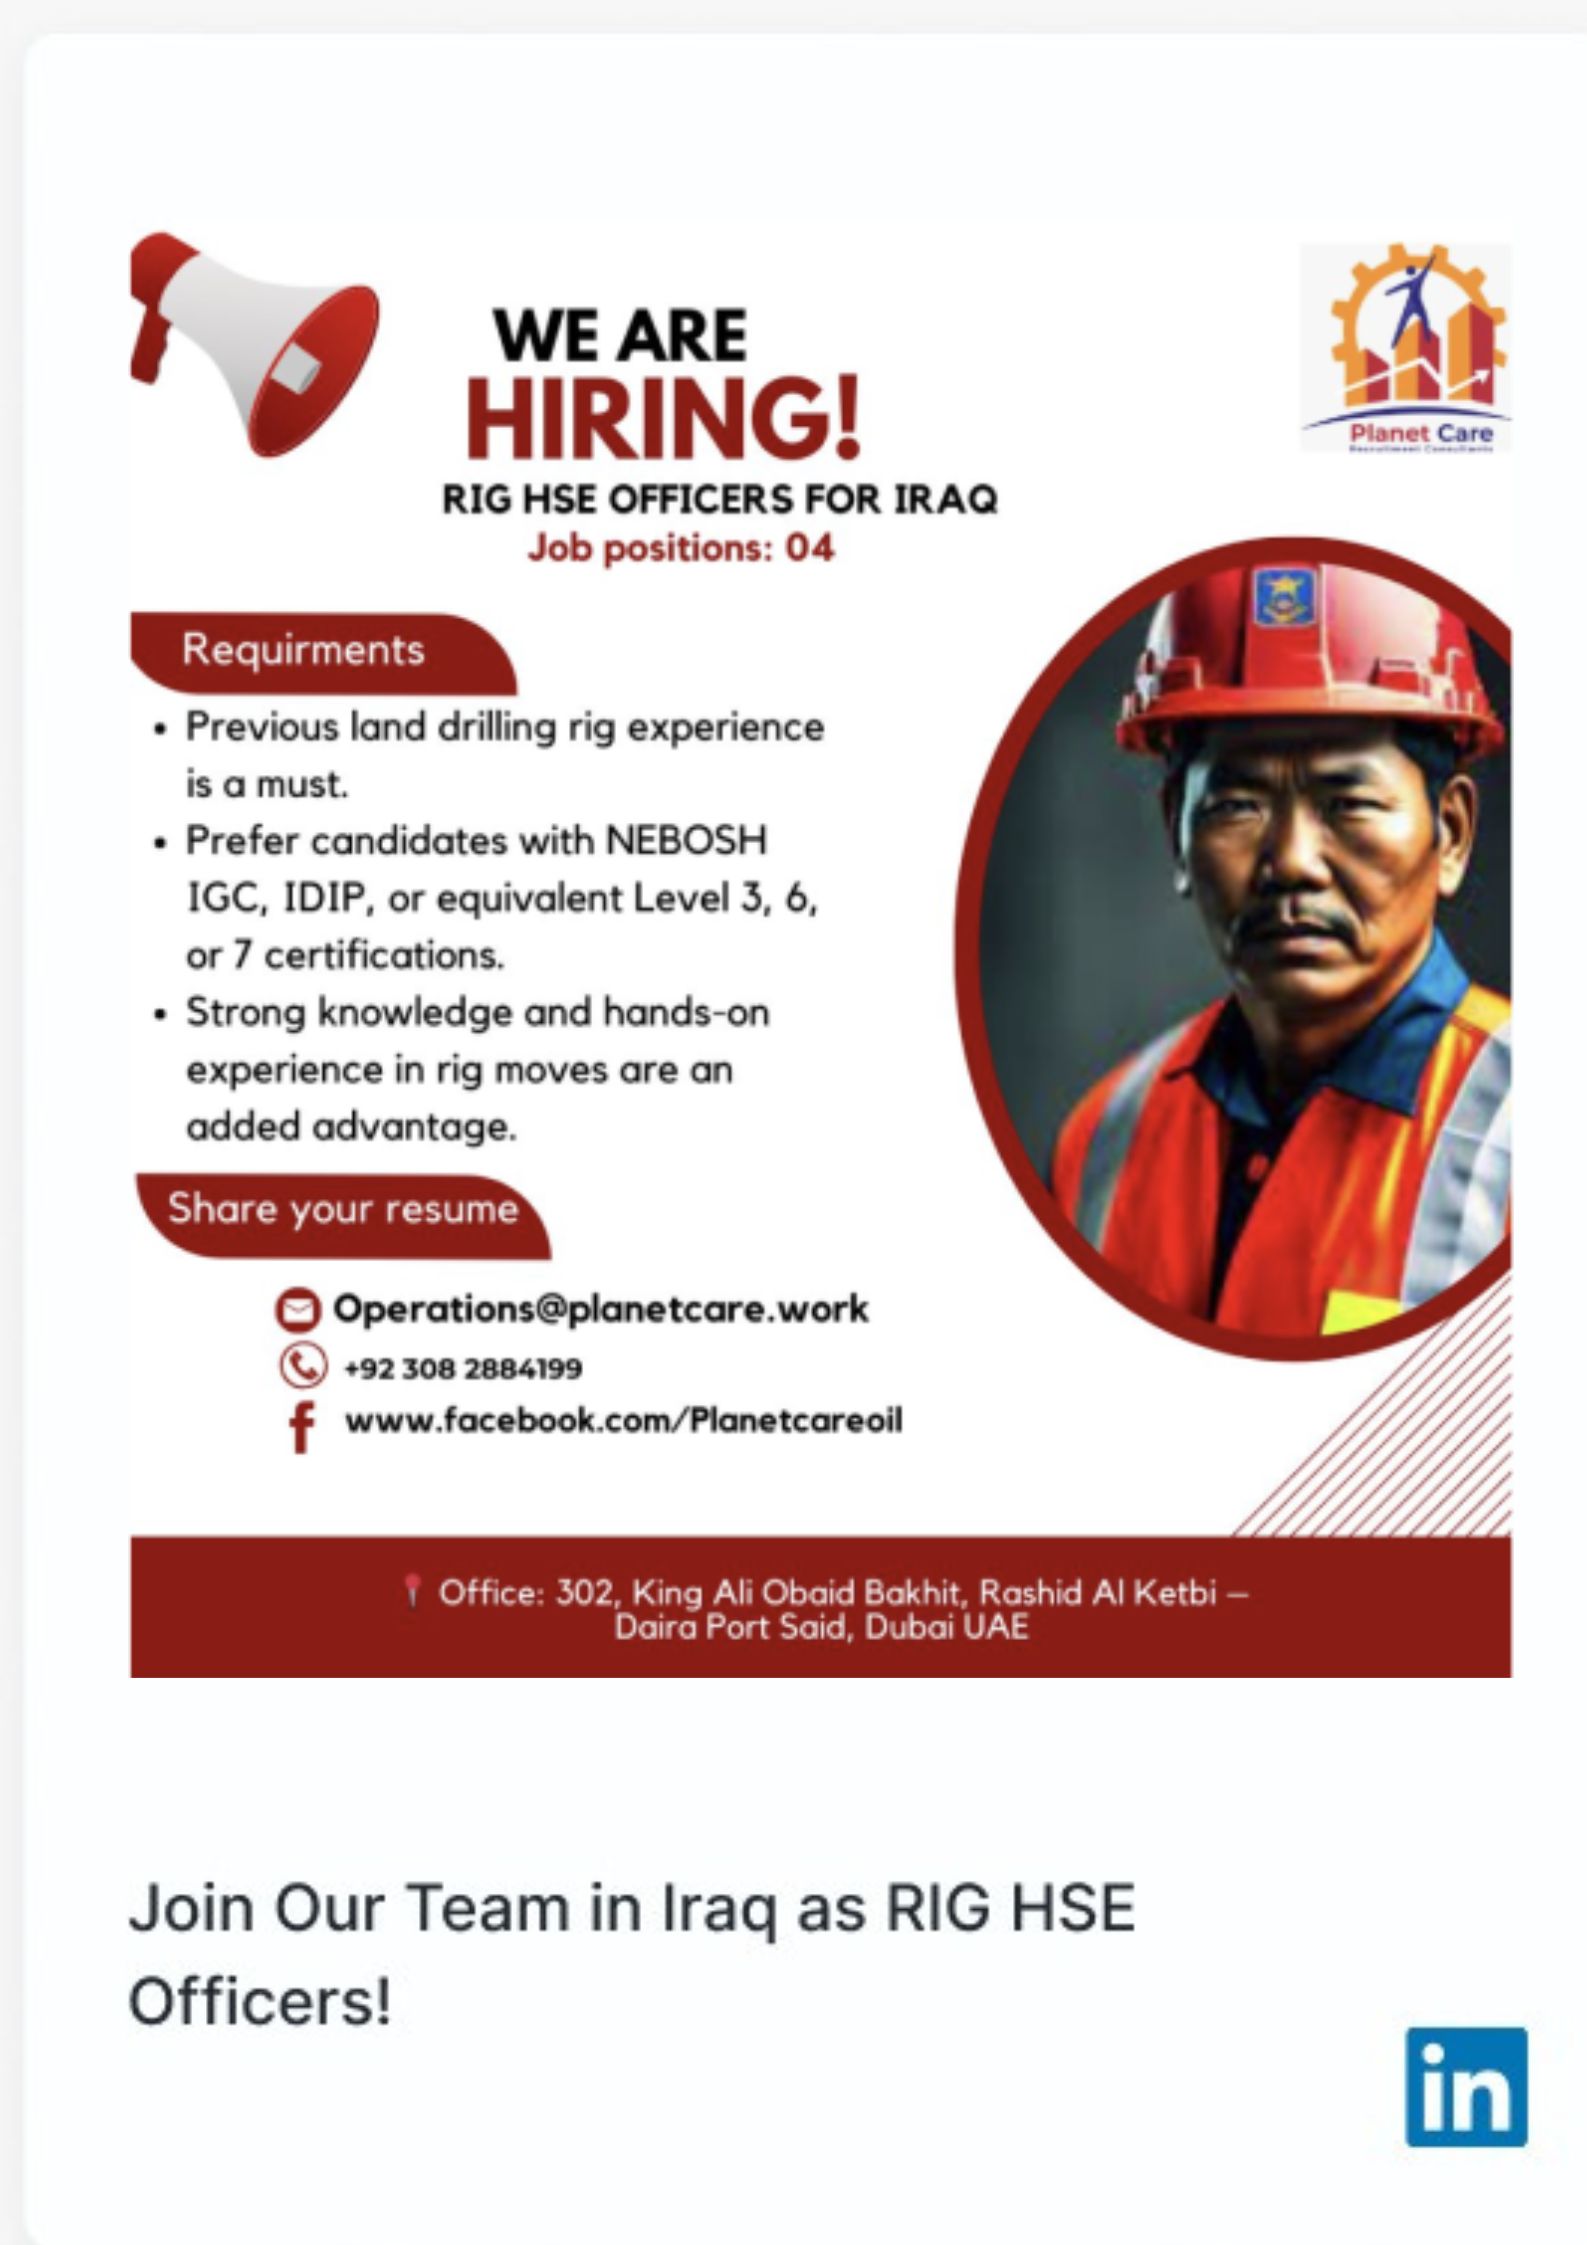 WE ARE
HIRING!
RIG HSE OFFICERS FOR IRAQ
Job positions: 04
Planet Care
Recruitment Consultants
Requirments
• Previous land drilling rig experience
is a must.
• Prefer candidates with NEBOSH
IGC, IDIP, or equivalent Level 3, 6,
or 7 certifications.
• Strong knowledge and hands-on
experience in rig moves are an
added advantage.
Share your resume
Operations@planetcare.work
+92 308 2884199
f www.facebook.com/Planetcareoil
Office: 302, King Ali Obaid Bakhit, Rashid Al Ketbi –
Daira Port Said, Dubai UAE
Join Our Team in Iraq as RIG HSE
Officers!
in